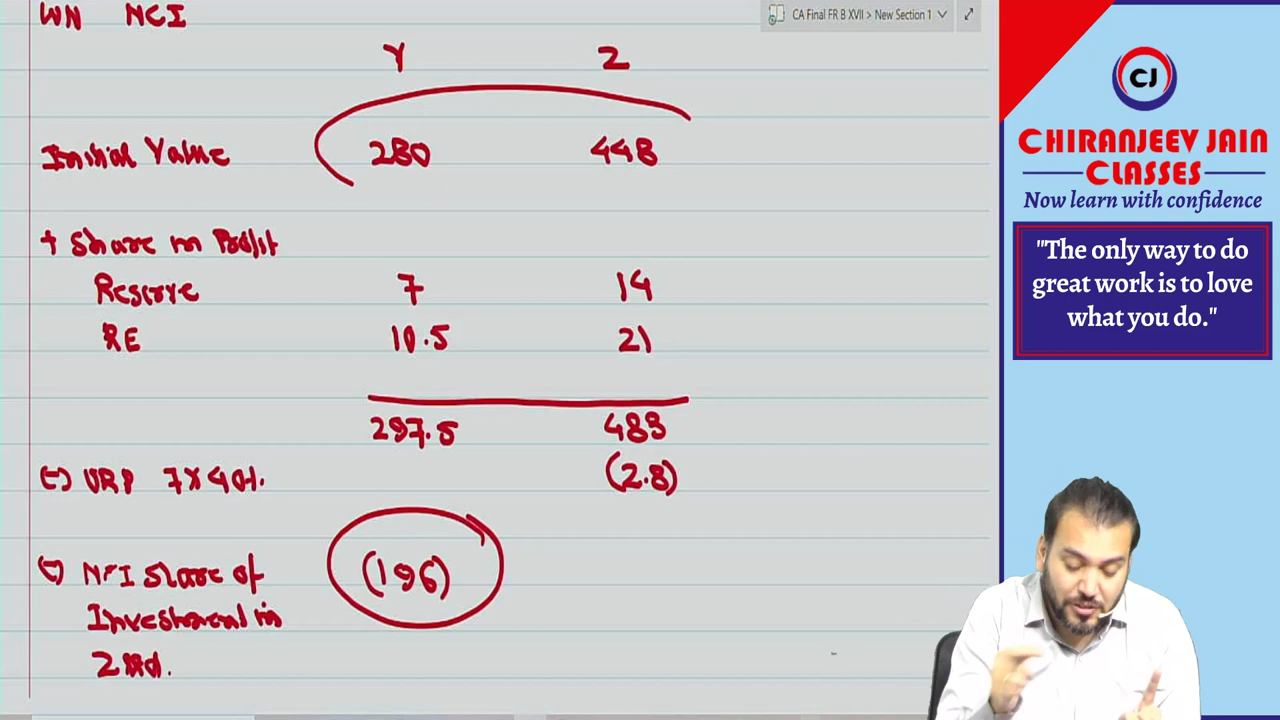 WN NCI
CA Final FR B XVII > New Section 1
Y Z
Initial Value 280 448
+ Share in Profit
Reserve 7 14
RE 10.5 21
297.5 483
(-) URP 7X40%. (2.8)
(-) NCI Share of (196)
Investment in
Z Ltd.
CJ
CHIRANJEEV JAIN
CLASSES
Now learn with confidence
"The only way to do
great work is to love
what you do."